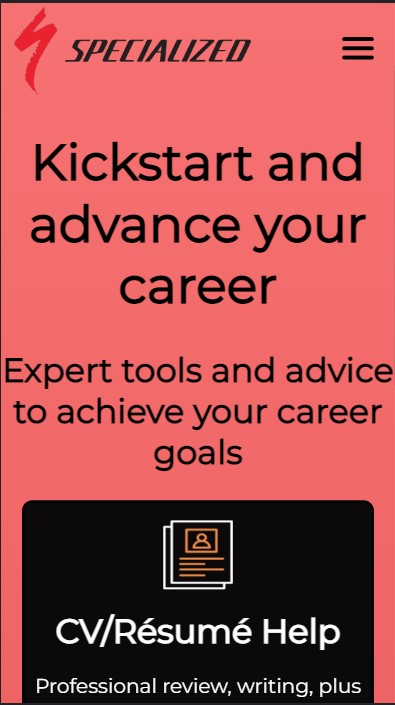 SPECIALIZED
Kickstart and
advance your
career
Expert tools and advice
to achieve your career
goals
CV/Résumé Help
Professional review, writing, plus